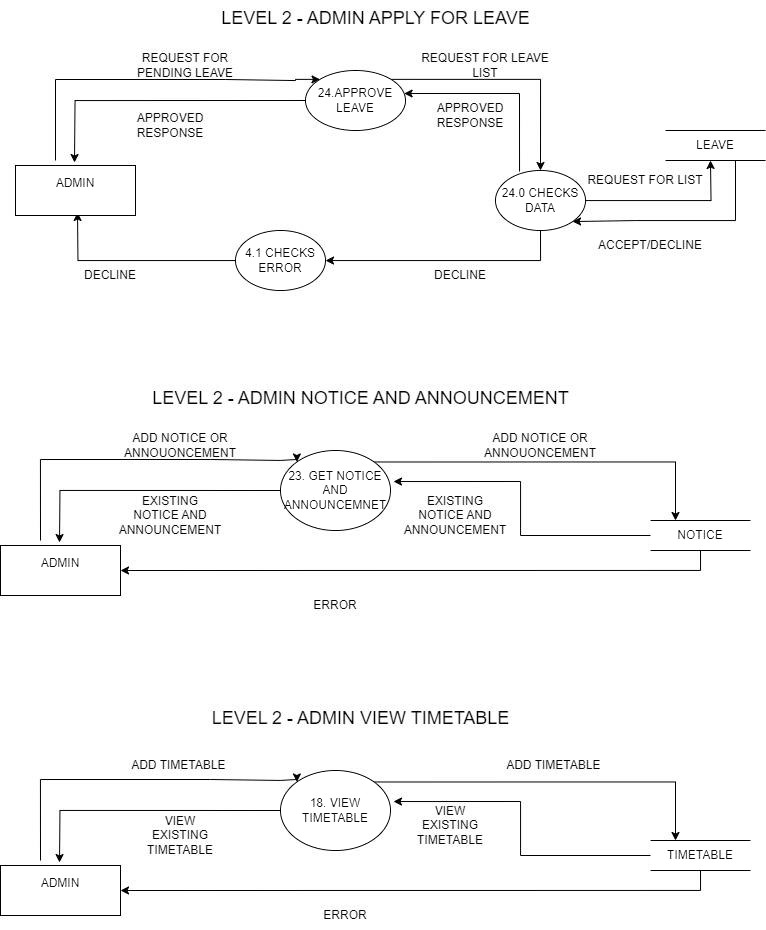 LEVEL 2 - ADMIN APPLY FOR LEAVE
REQUEST FOR
PENDING LEAVE
REQUEST FOR LEAVE
LIST
24.APPROVE
LEAVE
APPROVED
RESPONSE
APPROVED
RESPONSE
LEAVE
ADMIN
REQUEST FOR LIST
24.0 CHECKS
DATA
ACCEPT/DECLINE
4.1 CHECKS
ERROR
DECLINE
DECLINE
LEVEL 2 - ADMIN NOTICE AND ANNOUNCEMENT
ADD NOTICE OR
ANNOUONCEMENT
ADD NOTICE OR
ANNOUONCEMENT
23. GET NOTICE
AND
ANNOUNCEMNET
EXISTING
NOTICE AND
ANNOUNCEMENT
EXISTING
NOTICE AND
ANNOUNCEMENT
NOTICE
ADMIN
ERROR
LEVEL 2 - ADMIN VIEW TIMETABLE
ADD TIMETABLE
ADD TIMETABLE
18. VIEW
TIMETABLE
VIEW
EXISTING
TIMETABLE
VIEW
EXISTING
TIMETABLE
TIMETABLE
ADMIN
ERROR